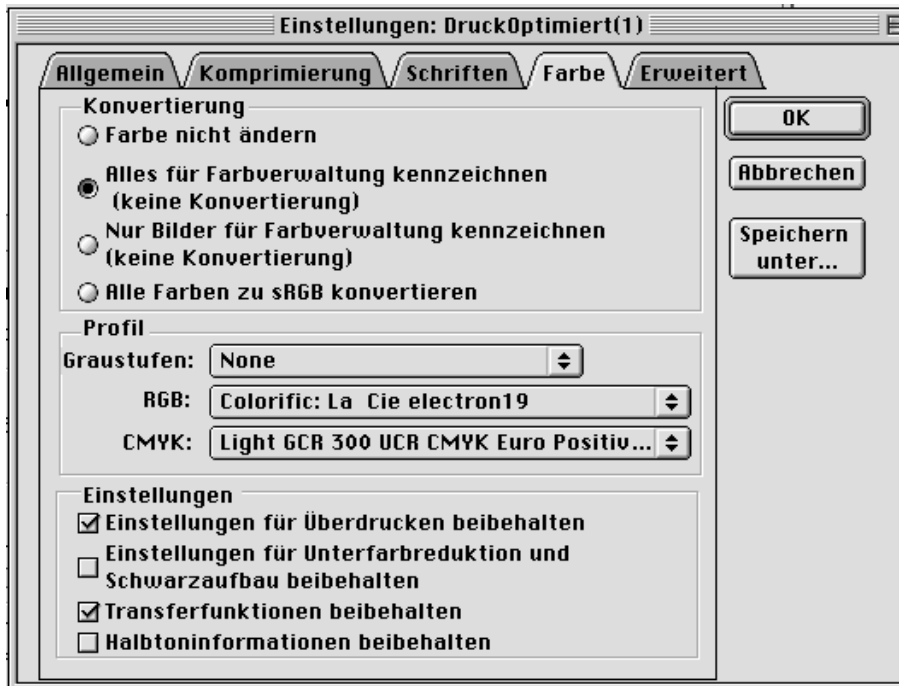 Einstellungen: DruckOptimiert(1)
Allgemein Komprimierung Schriften Farbe Erweitert
Konvertierung
Farbe nicht ändern
Alles für Farbverwaltung kennzeichnen
(keine Konvertierung)
Nur Bilder für Farbverwaltung kennzeichnen
(keine Konvertierung)
Alle Farben zu sRGB konvertieren
Profil
Graustufen: None
RGB: Colorific: La Cie electron19
CMYK: Light GCR 300 UCR CMYK Euro Positiv...
Einstellungen
Einstellungen für Überdrucken beibehalten
Einstellungen für Unterfarbreduktion und
Schwarzaufbau beibehalten
Transferfunktionen beibehalten
Halbtoninformationen beibehalten
OK
Abbrechen
Speichern
unter...